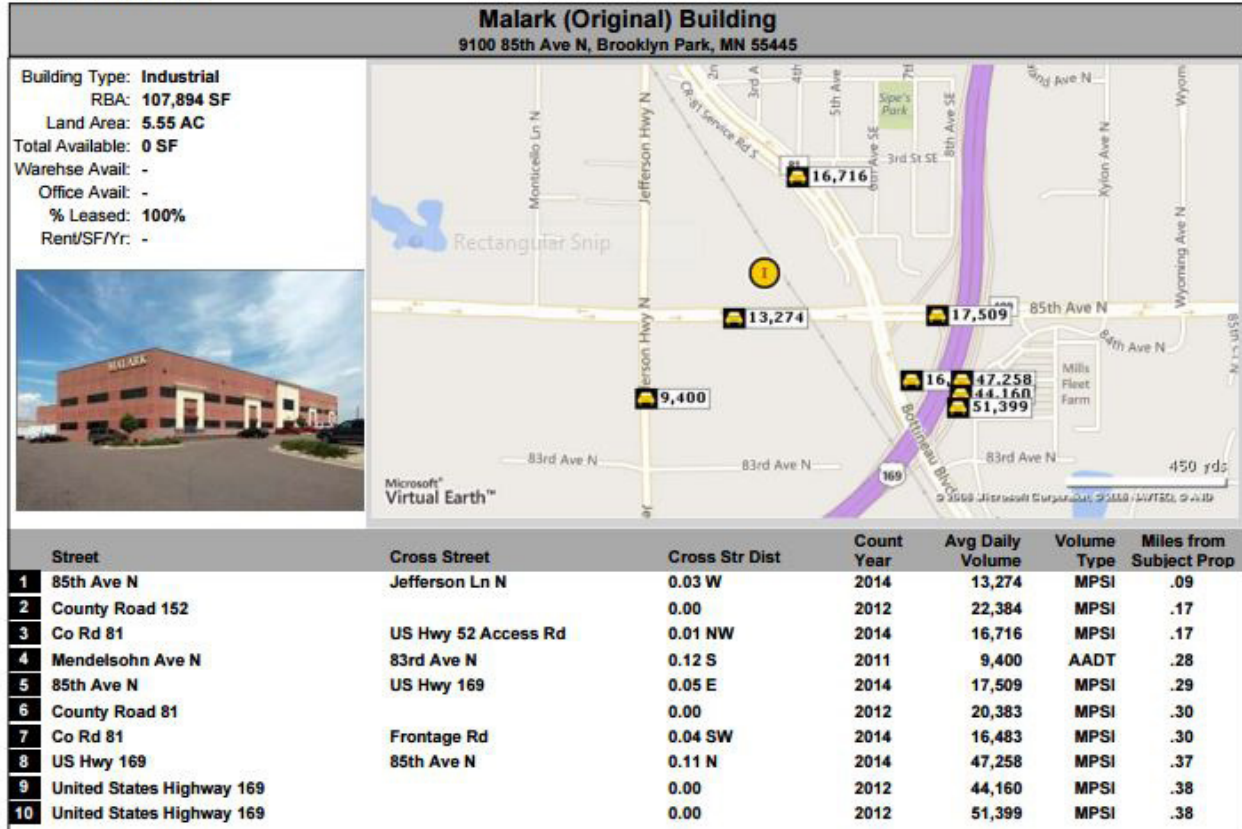 Malark (Original) Building
9100 85th Ave N, Brooklyn Park, MN 55445
Building Type: Industrial
RBA: 107,894 SF
Land Area: 5.55 AC
Total Available: 0 SF
Warehse Avail: -
Office Avail: -
% Leased: 100%
Rent/SF/Yr: -
MALARK
Monticello Ln N
Jefferson Hwy N
CR-81 Service Rd S
3rd A
4th
5th Ave
7th
Sipe's
Park
8th Ave SE
3rd St SE
Xylon Ave N
Wyom
Wyoming Ave N
81
16,716
Rectangular Snip
I
13,274
17,509
85th Ave N
84th Ave N
Jefferson Hwy N
9,400
16,
47,258
44,160
51,399
Mills
Fleet
Farm
Bottineau Blvd
83rd Ave N
83rd Ave N
83rd Ave N
169
450 yds
Microsoft®
Virtual Earth™
Street Cross Street Cross Str Dist Count Year Avg Daily Volume Volume Type Miles from Subject Prop
1 85th Ave N Jefferson Ln N 0.03 W 2014 13,274 MPSI .09
2 County Road 152 0.00 2012 22,384 MPSI .17
3 Co Rd 81 US Hwy 52 Access Rd 0.01 NW 2014 16,716 MPSI .17
4 Mendelsohn Ave N 83rd Ave N 0.12 S 2011 9,400 AADT .28
5 85th Ave N US Hwy 169 0.05 E 2014 17,509 MPSI .29
6 County Road 81 0.00 2012 20,383 MPSI .30
7 Co Rd 81 Frontage Rd 0.04 SW 2014 16,483 MPSI .30
8 US Hwy 169 85th Ave N 0.11 N 2014 47,258 MPSI .37
9 United States Highway 169 0.00 2012 44,160 MPSI .38
10 United States Highway 169 0.00 2012 51,399 MPSI .38